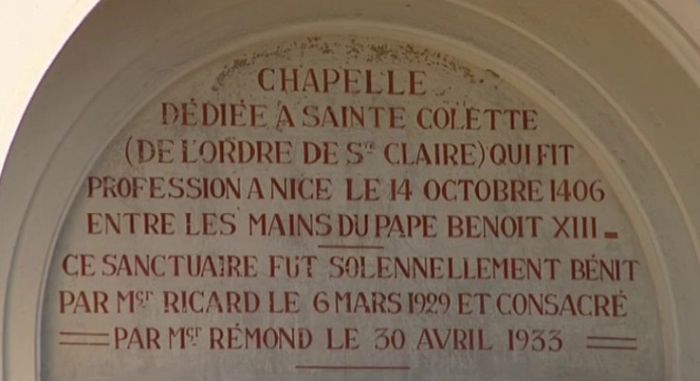 CHAPELLE
DÉDIÉE A SAINTE COLETTE
(DE L'ORDRE DE Ste CLAIRE) QUI FIT
PROFESSION A NICE LE 14 OCTOBRE 1406
ENTRE LES MAINS DU PAPE BENOIT XIII
CE SANCTUAIRE FUT SOLENNELLEMENT BÉNIT
PAR Mgr RICARD LE 6 MARS 1929 ET CONSACRÉ
PAR Mgr RÉMOND LE 30 AVRIL 1933